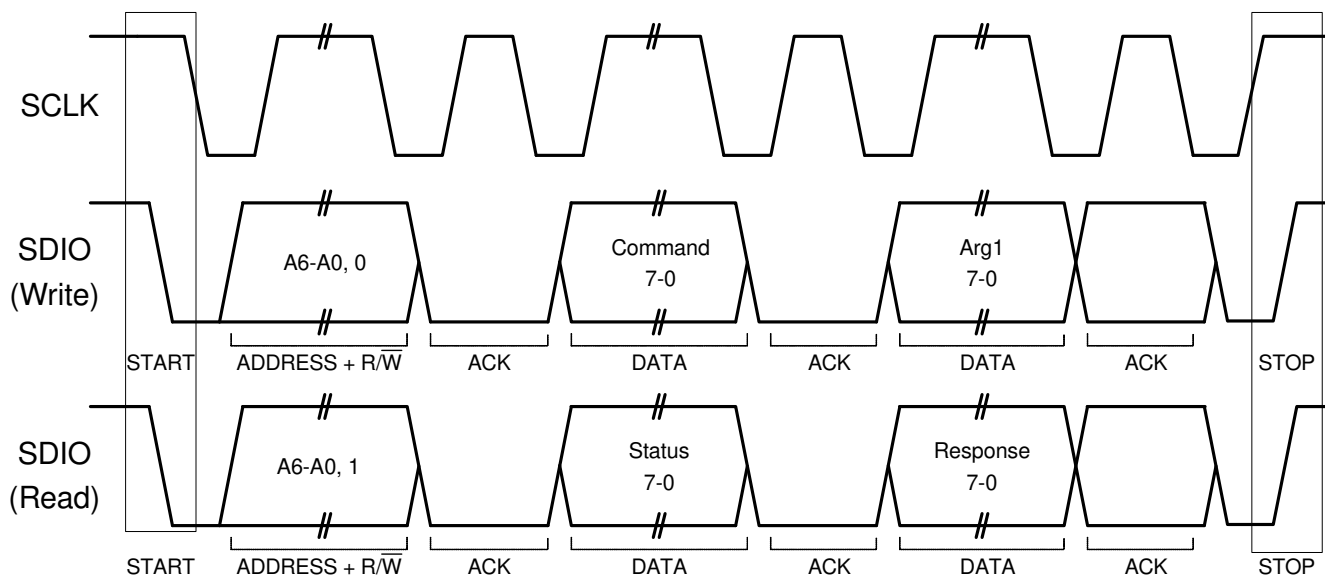 SCLK
SDIO
(Write)
A6-A0, 0
Command
7-0
Arg1
7-0
START
ADDRESS + R/W̅
ACK
DATA
ACK
DATA
ACK
STOP
SDIO
(Read)
A6-A0, 1
Status
7-0
Response
7-0
START
ADDRESS + R/W̅
ACK
DATA
ACK
DATA
ACK
STOP